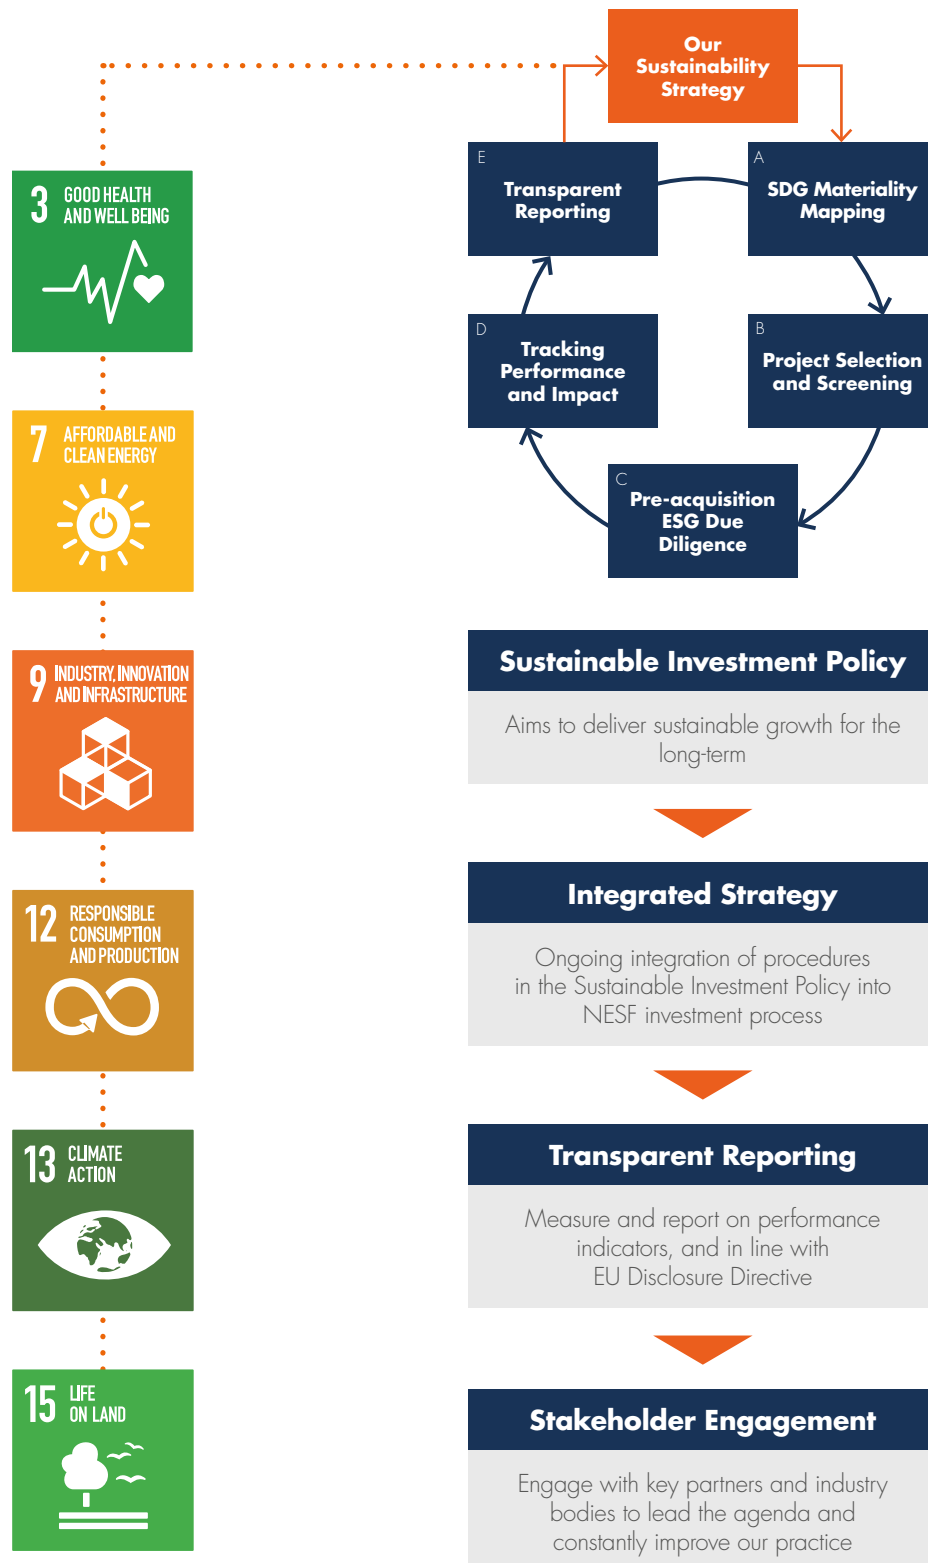 Our
Sustainability
Strategy
E
Transparent
Reporting
A
SDG Materiality
Mapping
D
Tracking
Performance
and Impact
B
Project Selection
and Screening
C
Pre-acquisition
ESG Due
Diligence
3 GOOD HEALTH
AND WELL BEING
7 AFFORDABLE AND
CLEAN ENERGY
9 INDUSTRY, INNOVATION
AND INFRASTRUCTURE
12 RESPONSIBLE
CONSUMPTION
AND PRODUCTION
13 CLIMATE
ACTION
15 LIFE
ON LAND
Sustainable Investment Policy
Aims to deliver sustainable growth for the
long-term
Integrated Strategy
Ongoing integration of procedures
in the Sustainable Investment Policy into
NESF investment process
Transparent Reporting
Measure and report on performance
indicators, and in line with
EU Disclosure Directive
Stakeholder Engagement
Engage with key partners and industry
bodies to lead the agenda and
constantly improve our practice